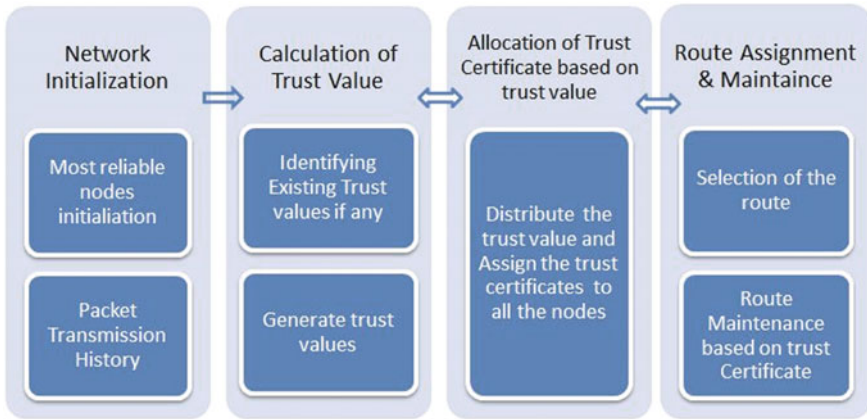 Network
Initialization
Most reliable
nodes
initialiation
Packet
Transmission
History
Calculation of
Trust Value
Identifying
Existing Trust
values if any
Generate trust
values
Allocation of Trust
Certificate based on
trust value
Distribute the
trust value and
Assign the trust
certificates to
all the nodes
Route Assignment
& Maintaince
Selection of the
route
Route
Maintenance
based on trust
Certificate